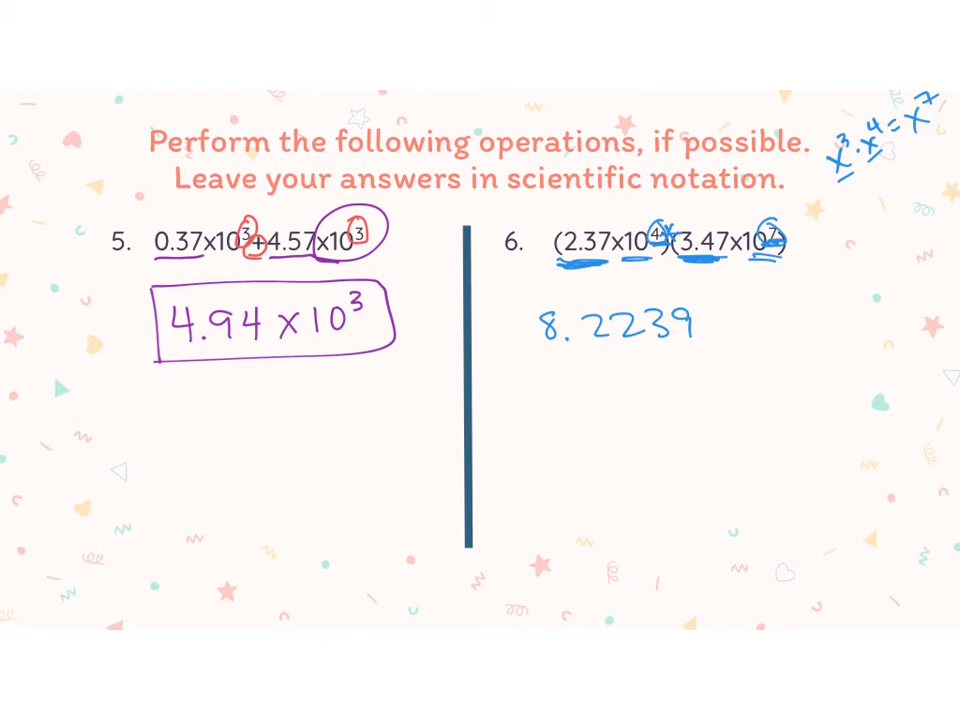 Perform the following operations, if possible.
Leave your answers in scientific notation.
x³·x⁴=x⁷
5. 0.37x10³+4.57x10³
4.94 x 10³
6. (2.37x10⁴)(3.47x10⁷)
8.2239